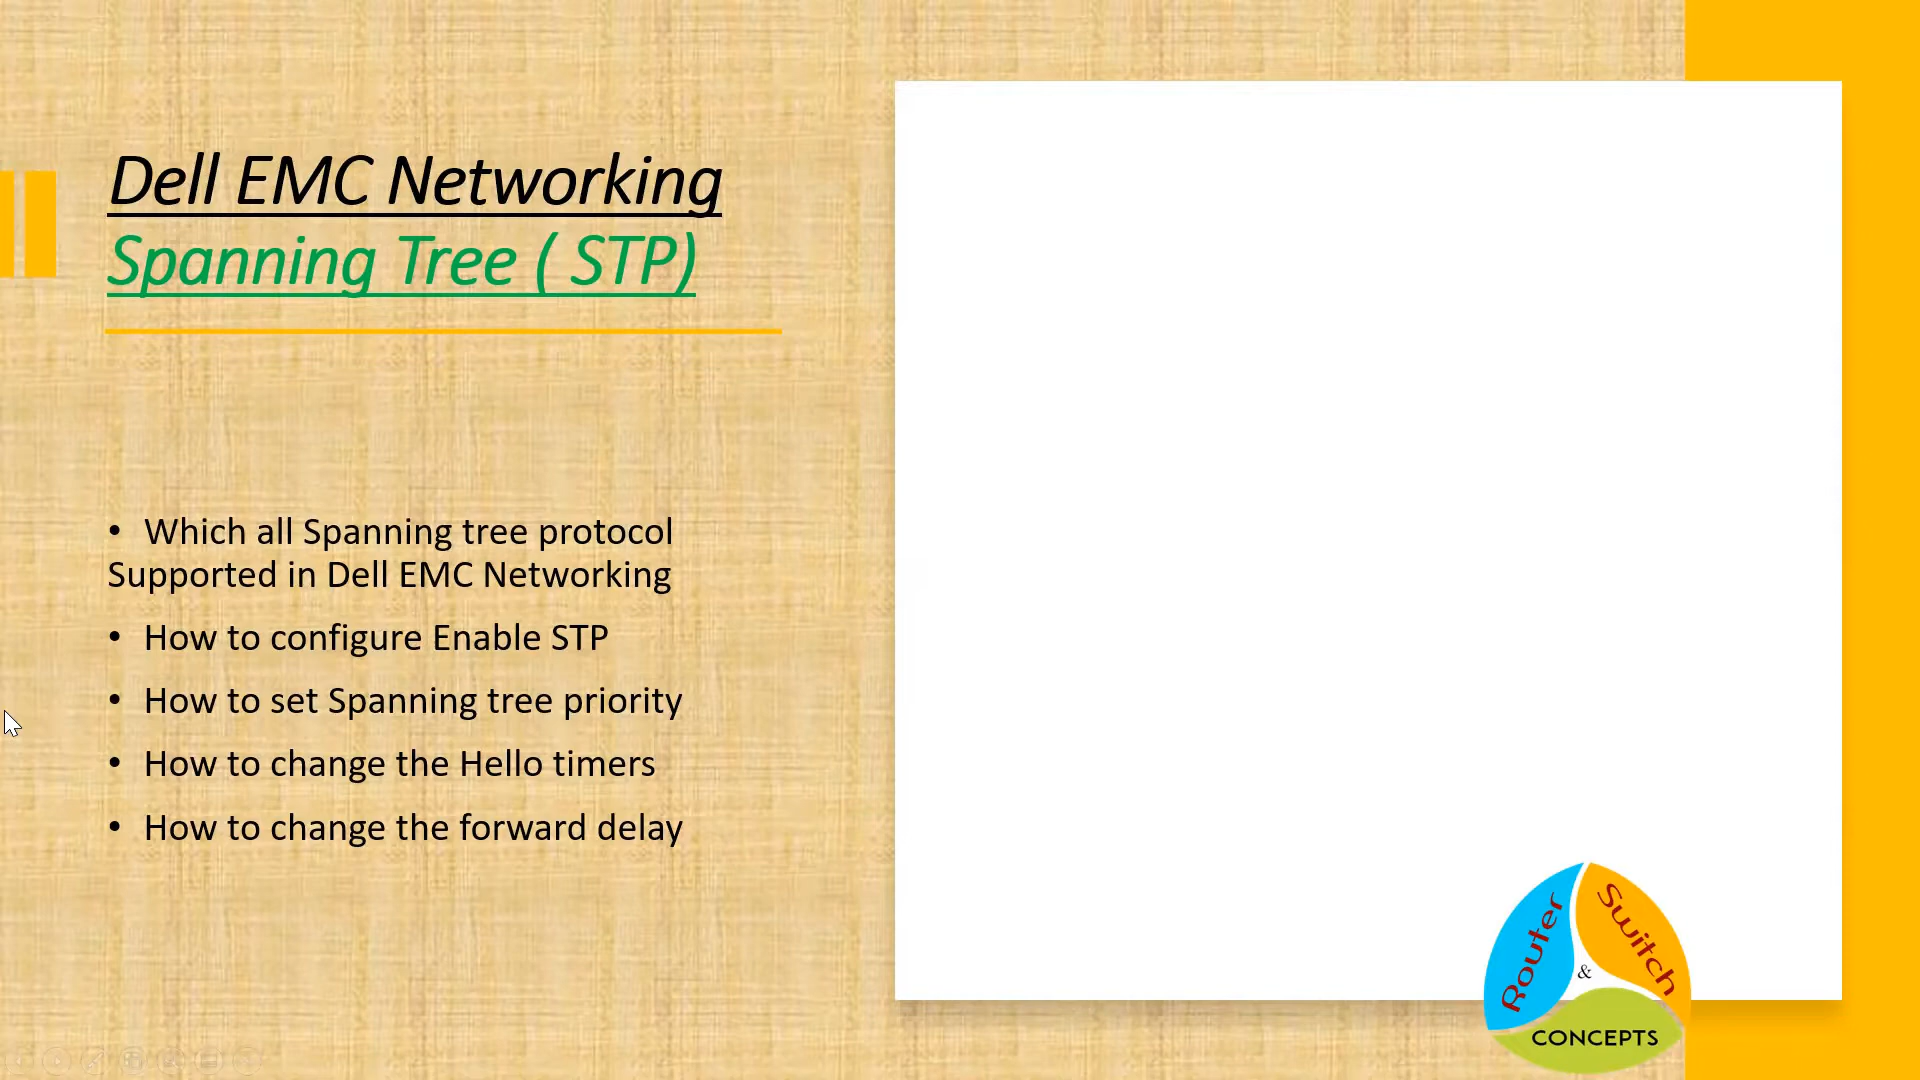 Dell EMC Networking
Spanning Tree ( STP)
• Which all Spanning tree protocol
Supported in Dell EMC Networking
• How to configure Enable STP
• How to set Spanning tree priority
• How to change the Hello timers
• How to change the forward delay
Router
&
Switch
CONCEPTS